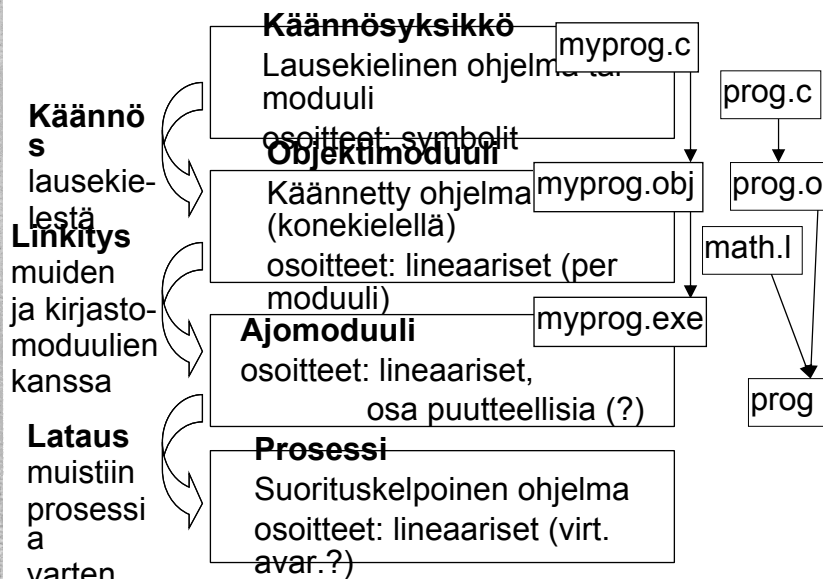 Käännösyksikkö
Lausekielinen ohjelma tai
moduuli
osoitteet: symbolit
myprog.c
prog.c
Käännö
s
lausekie-
lestä
Objektimoduuli
Käännetty ohjelma
(konekielellä)
osoitteet: lineaariset (per
moduuli)
myprog.obj
prog.o
math.l
Linkitys
muiden
ja kirjasto-
moduulien
kanssa
Ajomoduuli
osoitteet: lineaariset,
osa puutteellisia (?)
myprog.exe
prog
Lataus
muistiin
prosessi
a
varten
Prosessi
Suorituskelpoinen ohjelma
osoitteet: lineaariset (virt.
avar.?)